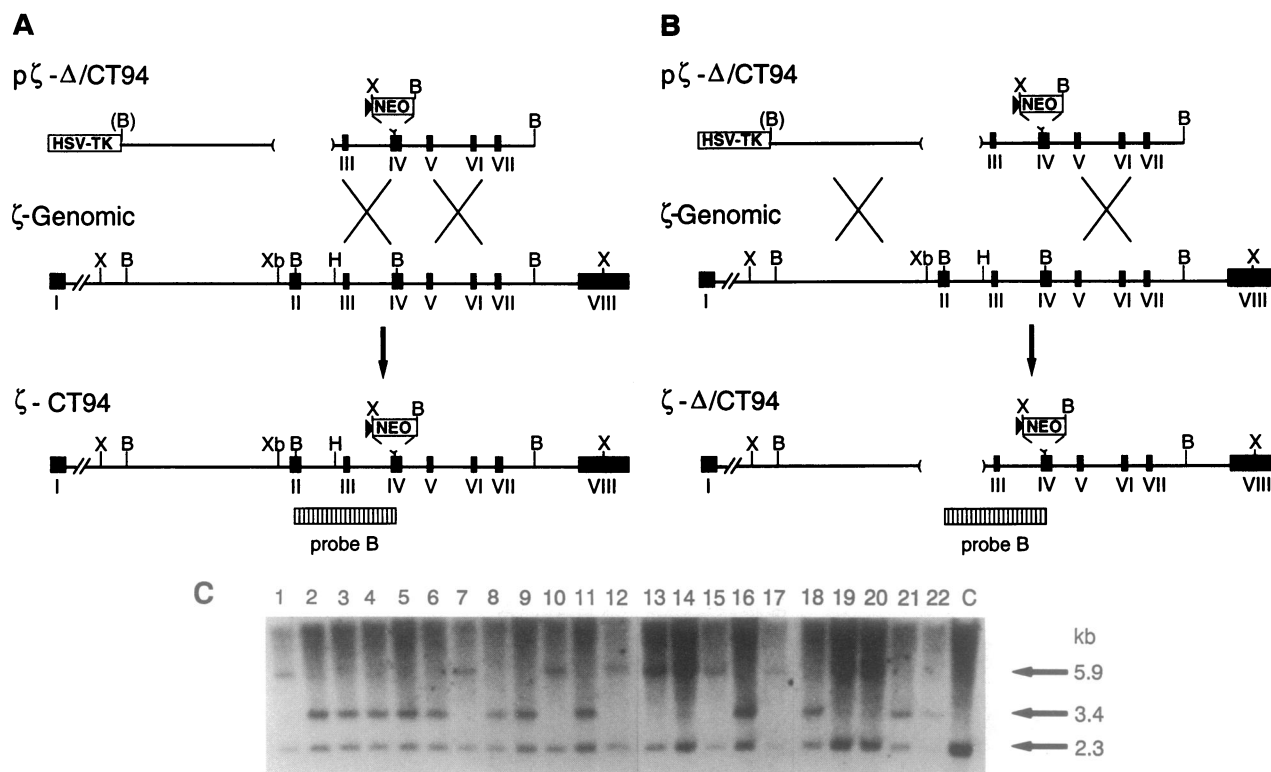 A
pζ-Δ/CT94
X B
NEO
(B)
HSV-TK
B
III IV V VI VII
ζ-Genomic
X B Xb B H B B X
I II III IV V VI VII VIII
ζ-CT94
X B
NEO
X B Xb B H B X
I II III IV V VI VII VIII
probe B
B
pζ-Δ/CT94
X B
NEO
(B)
HSV-TK
B
III IV V VI VII
ζ-Genomic
X B Xb B H B B X
I II III IV V VI VII VIII
ζ-Δ/CT94
X B
NEO
X B B X
I III IV V VI VII VIII
probe B
C
1 2 3 4 5 6 7 8 9 10 11 12 13 14 15 16 17 18 19 20 21 22 C
kb
5.9
3.4
2.3